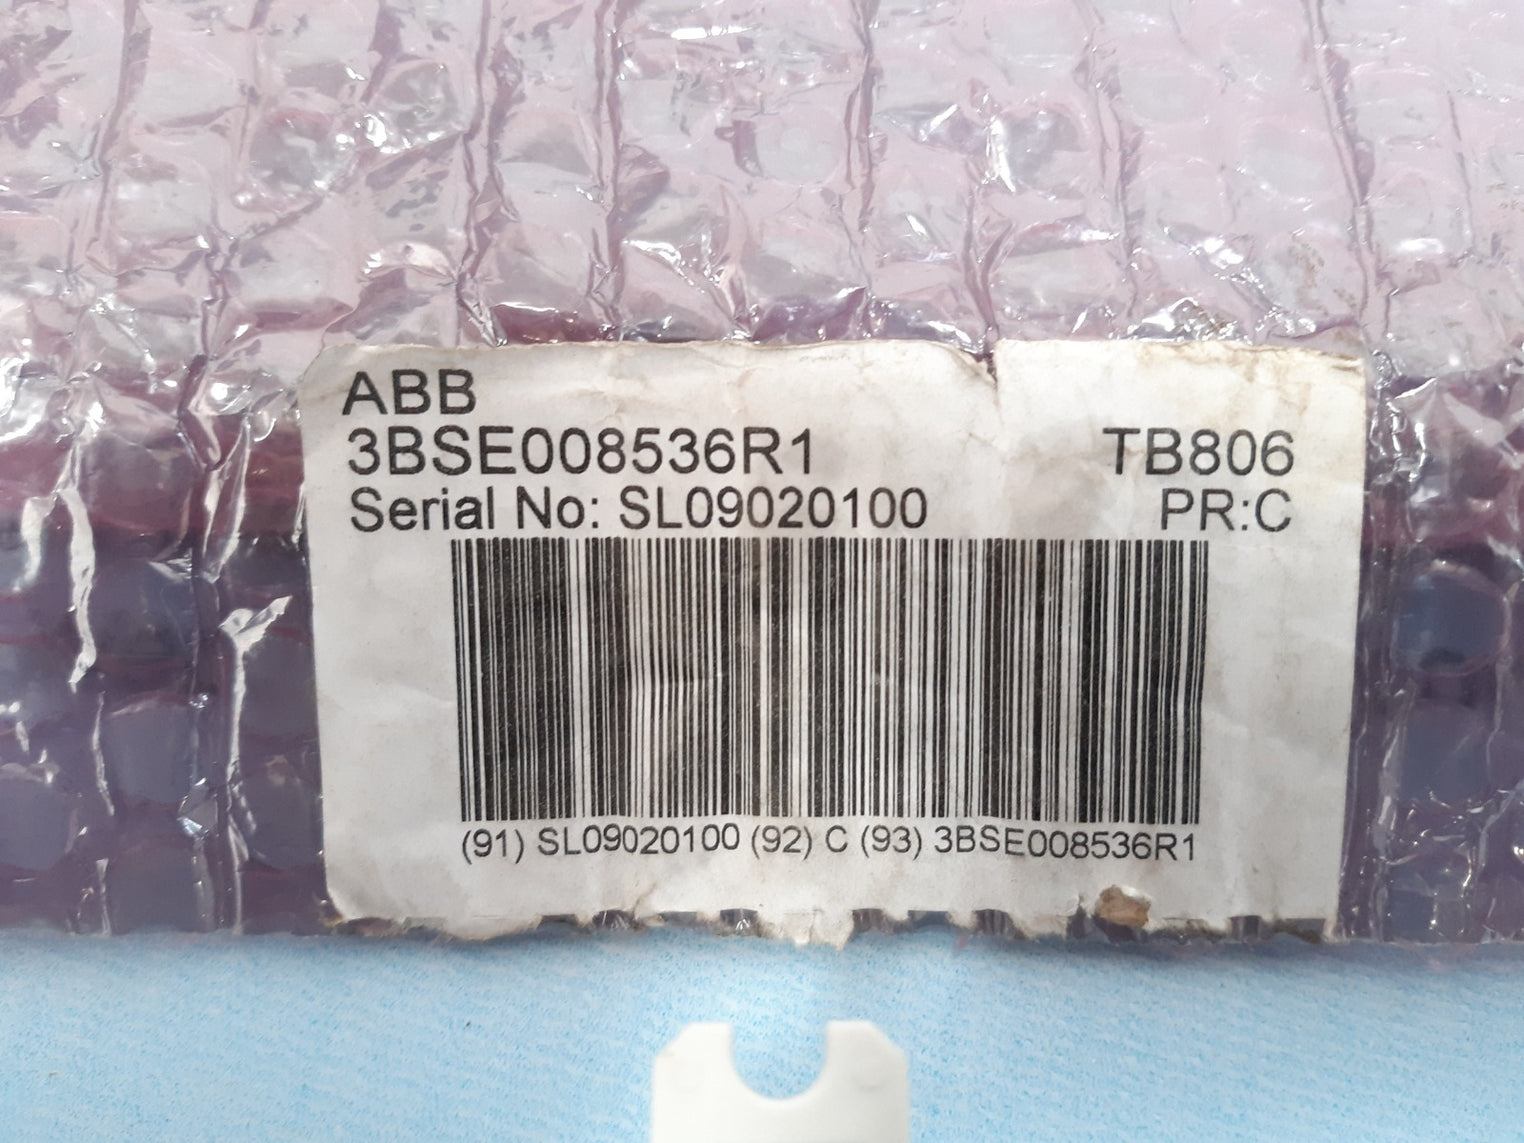 ABB
3BSE008536R1 TB806
Serial No: SL09020100 PR:C
(91) SL09020100 (92) C (93) 3BSE008536R1